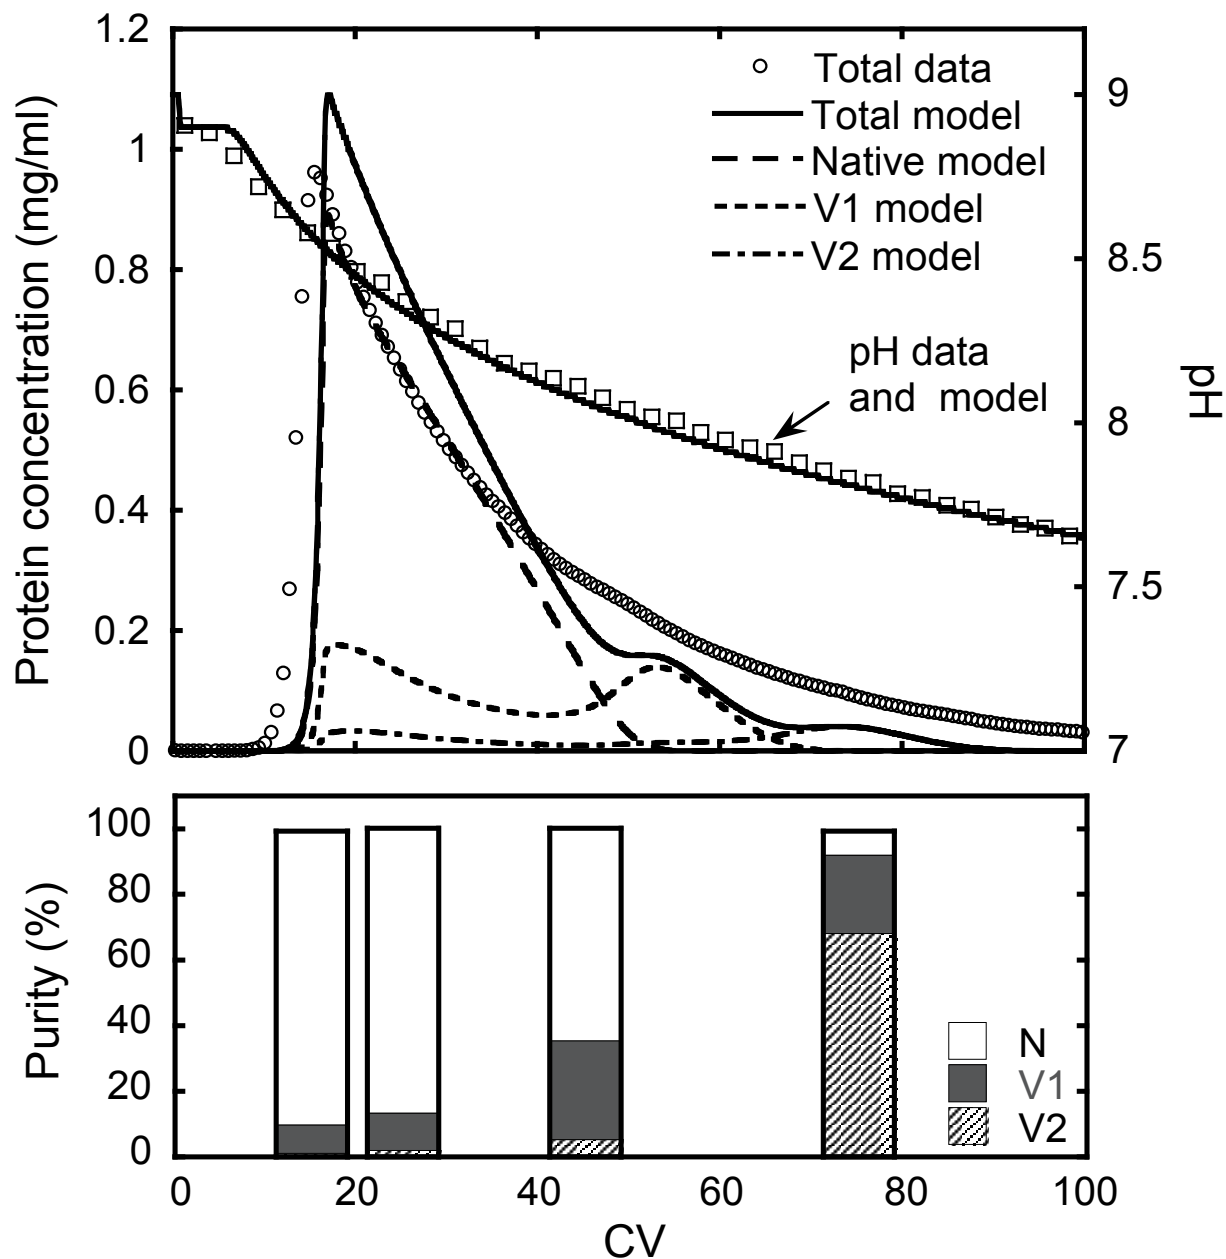 1.2
1
0.8
0.6
0.4
0.2
0
Protein concentration (mg/ml)
Total data
Total model
Native model
V1 model
V2 model
pH data
and model
9
8.5
8
7.5
7
pH
100
80
60
40
20
0
Purity (%)
N
V1
V2
0 20 40 60 80 100
CV